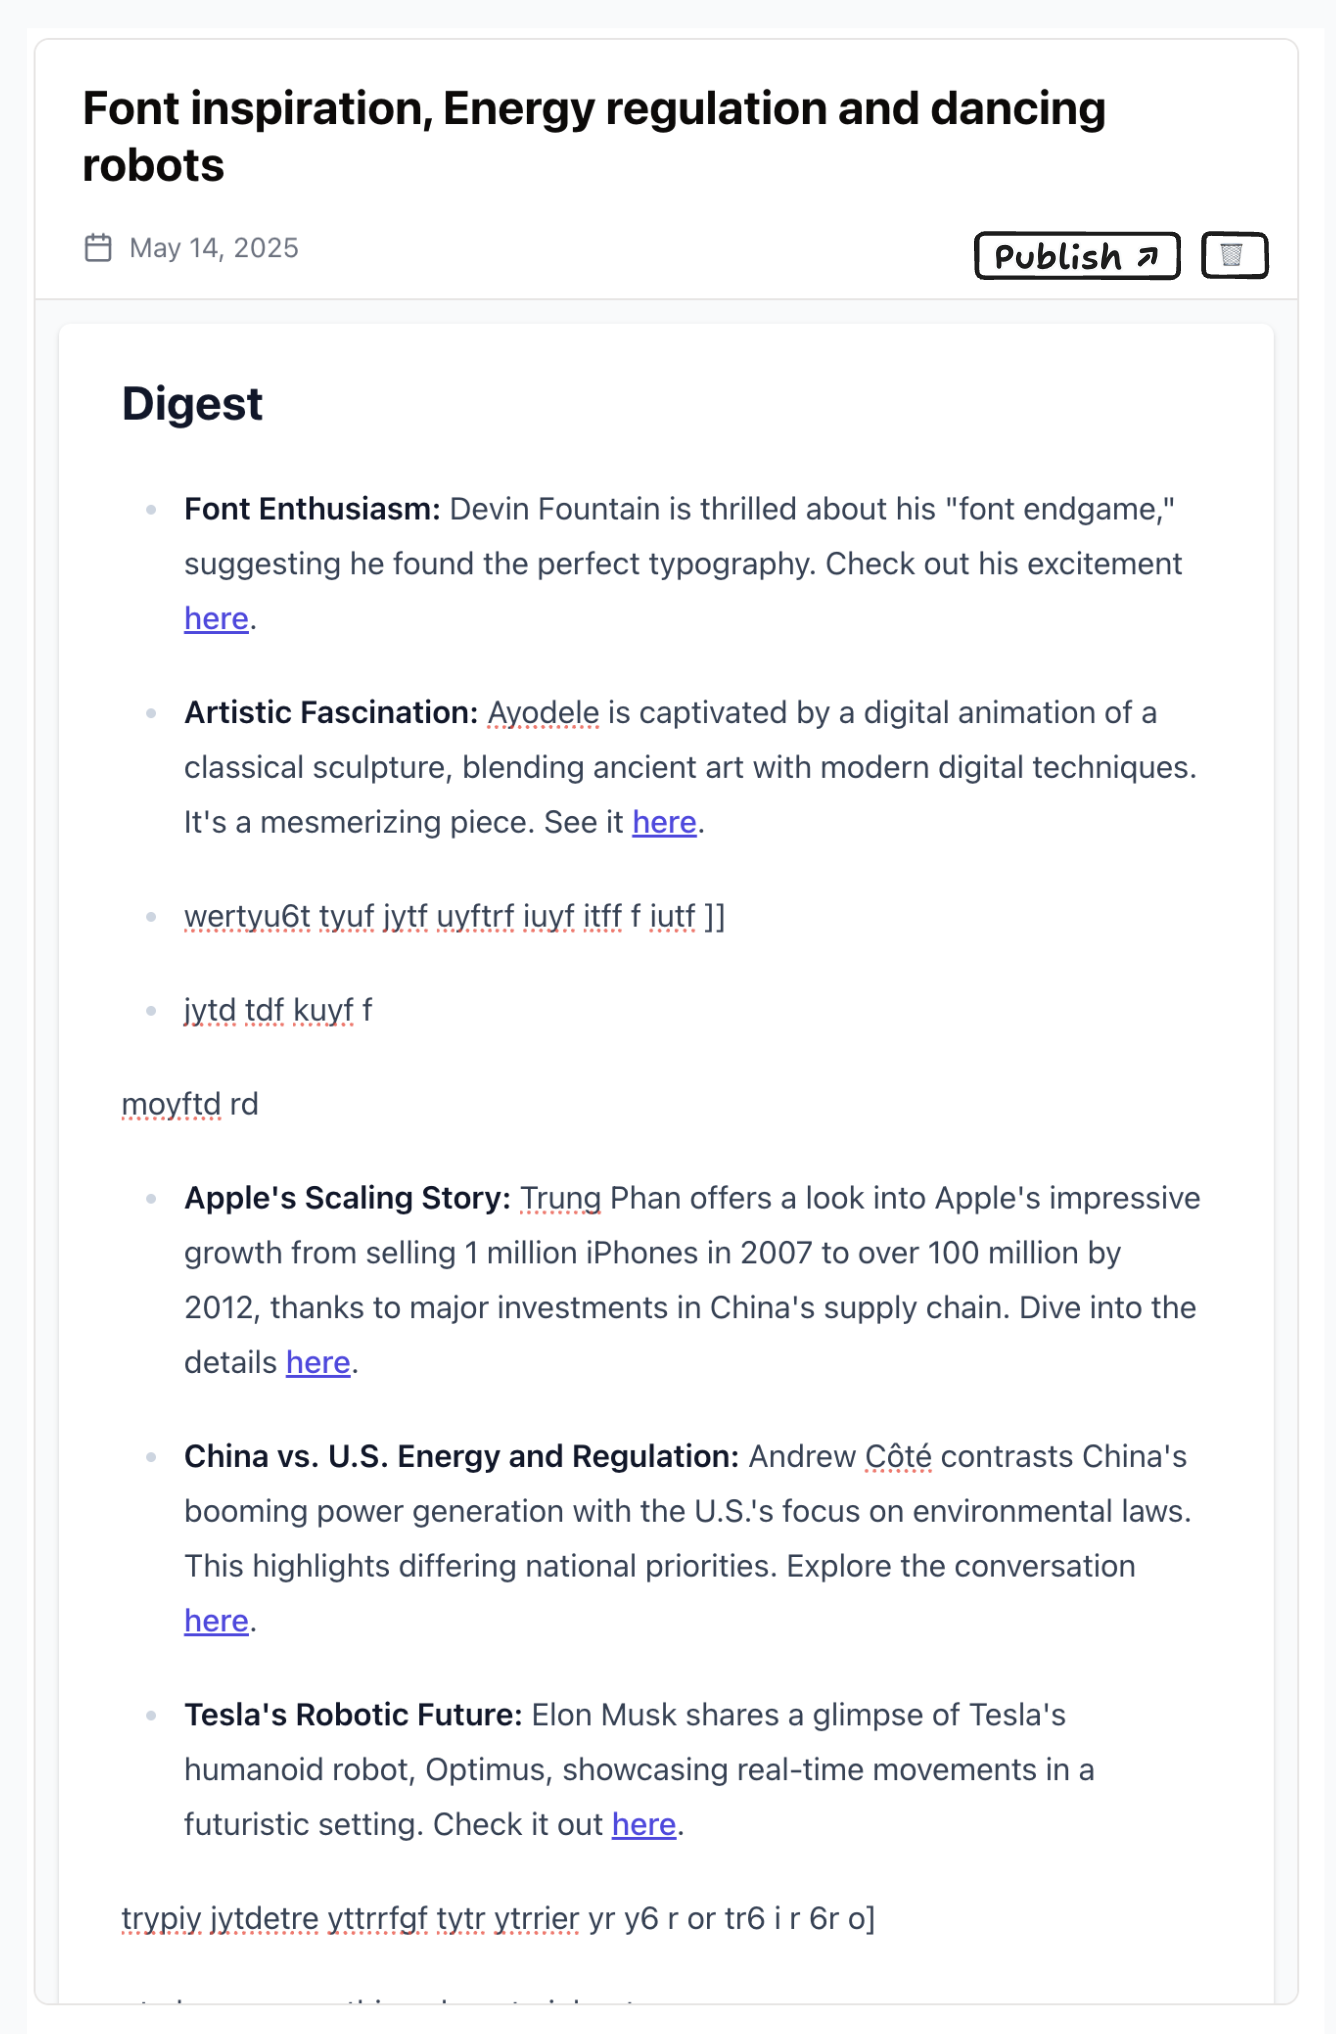 Font inspiration, Energy regulation and dancing
robots
May 14, 2025
Publish ↗
Digest
Font Enthusiasm: Devin Fountain is thrilled about his "font endgame,"
suggesting he found the perfect typography. Check out his excitement
here.
Artistic Fascination: Ayodele is captivated by a digital animation of a
classical sculpture, blending ancient art with modern digital techniques.
It's a mesmerizing piece. See it here.
wertyu6t tyuf jytf uyftrf iuyf itff f iutf ]]
jytd tdf kuyf f
moyftd rd
Apple's Scaling Story: Trung Phan offers a look into Apple's impressive
growth from selling 1 million iPhones in 2007 to over 100 million by
2012, thanks to major investments in China's supply chain. Dive into the
details here.
China vs. U.S. Energy and Regulation: Andrew Côté contrasts China's
booming power generation with the U.S.'s focus on environmental laws.
This highlights differing national priorities. Explore the conversation
here.
Tesla's Robotic Future: Elon Musk shares a glimpse of Tesla's
humanoid robot, Optimus, showcasing real-time movements in a
futuristic setting. Check it out here.
trypiy jytdetre yttrrfgf tytr ytrrier yr y6 r or tr6 i r 6r o]